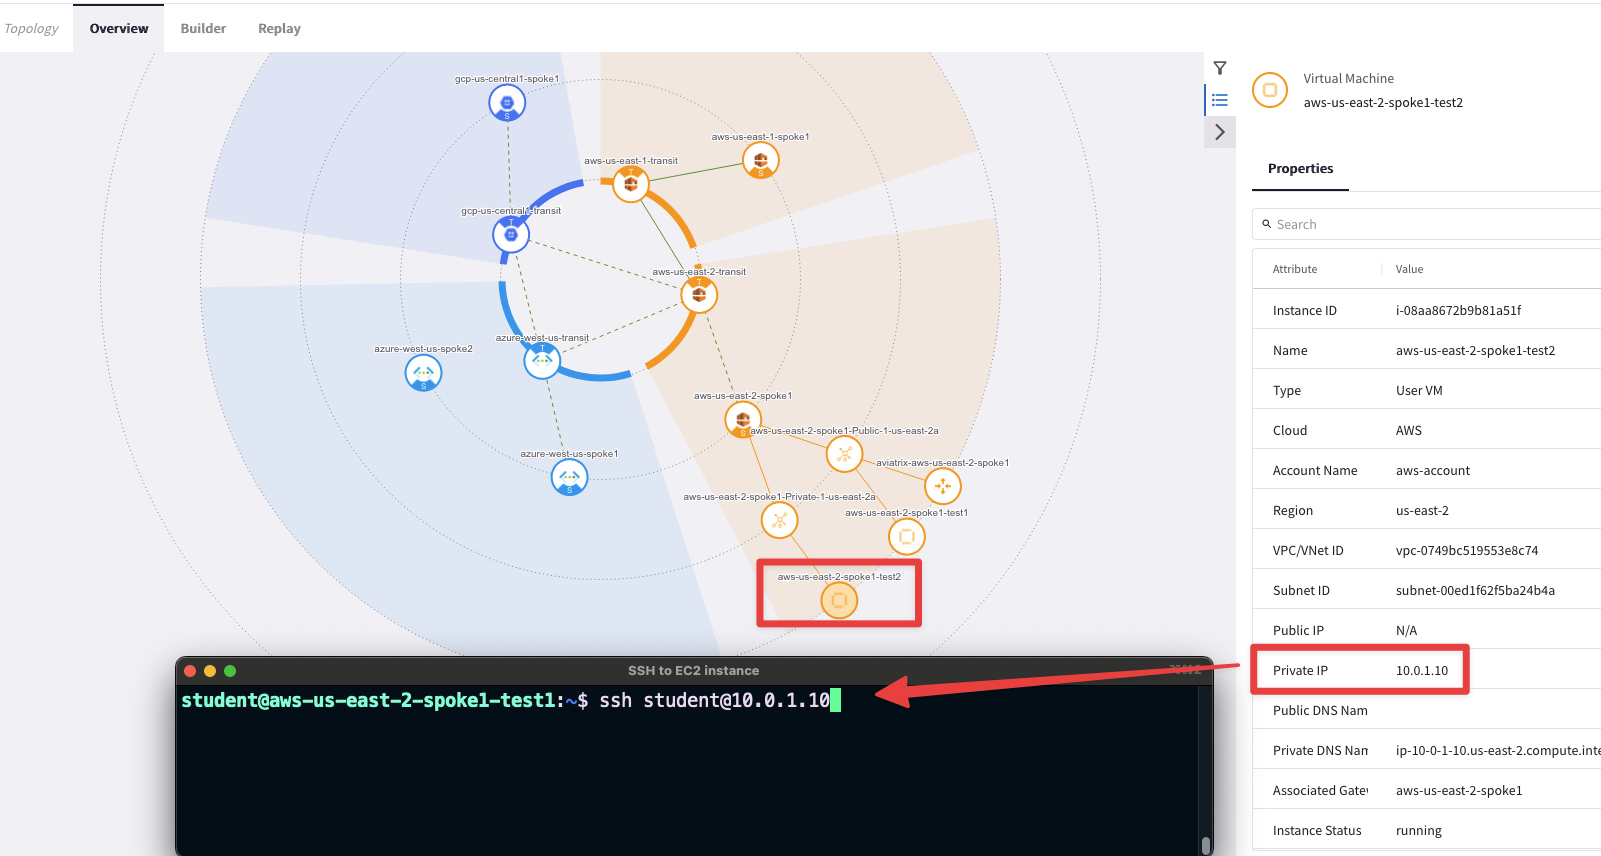 Topology
Overview
Builder
Replay
gcp-us-central1-spoke1
S
aws-us-east-1-spoke1
S
aws-us-east-1-transit
T
gcp-us-central1-transit
T
aws-us-east-2-transit
T
azure-west-us-transit
T
azure-west-us-spoke2
S
aws-us-east-2-spoke1
S
aws-us-east-2-spoke1-Public-1-us-east-2a
azure-west-us-spoke1
S
aviatrix-aws-us-east-2-spoke1
aws-us-east-2-spoke1-Private-1-us-east-2a
aws-us-east-2-spoke1-test1
aws-us-east-2-spoke1-test2
SSH to EC2 instance
student@aws-us-east-2-spoke1-test1:~$ ssh student@10.0.1.10
Virtual Machine
aws-us-east-2-spoke1-test2
Properties
Search
Attribute Value
Instance ID i-08aa8672b9b81a51f
Name aws-us-east-2-spoke1-test2
Type User VM
Cloud AWS
Account Name aws-account
Region us-east-2
VPC/VNet ID vpc-0749bc519553e8c74
Subnet ID subnet-00ed1f62f5ba24b4a
Public IP N/A
Private IP 10.0.1.10
Public DNS Nam
Private DNS Nam ip-10-0-1-10.us-east-2.compute.inte
Associated Gatew aws-us-east-2-spoke1
Instance Status running